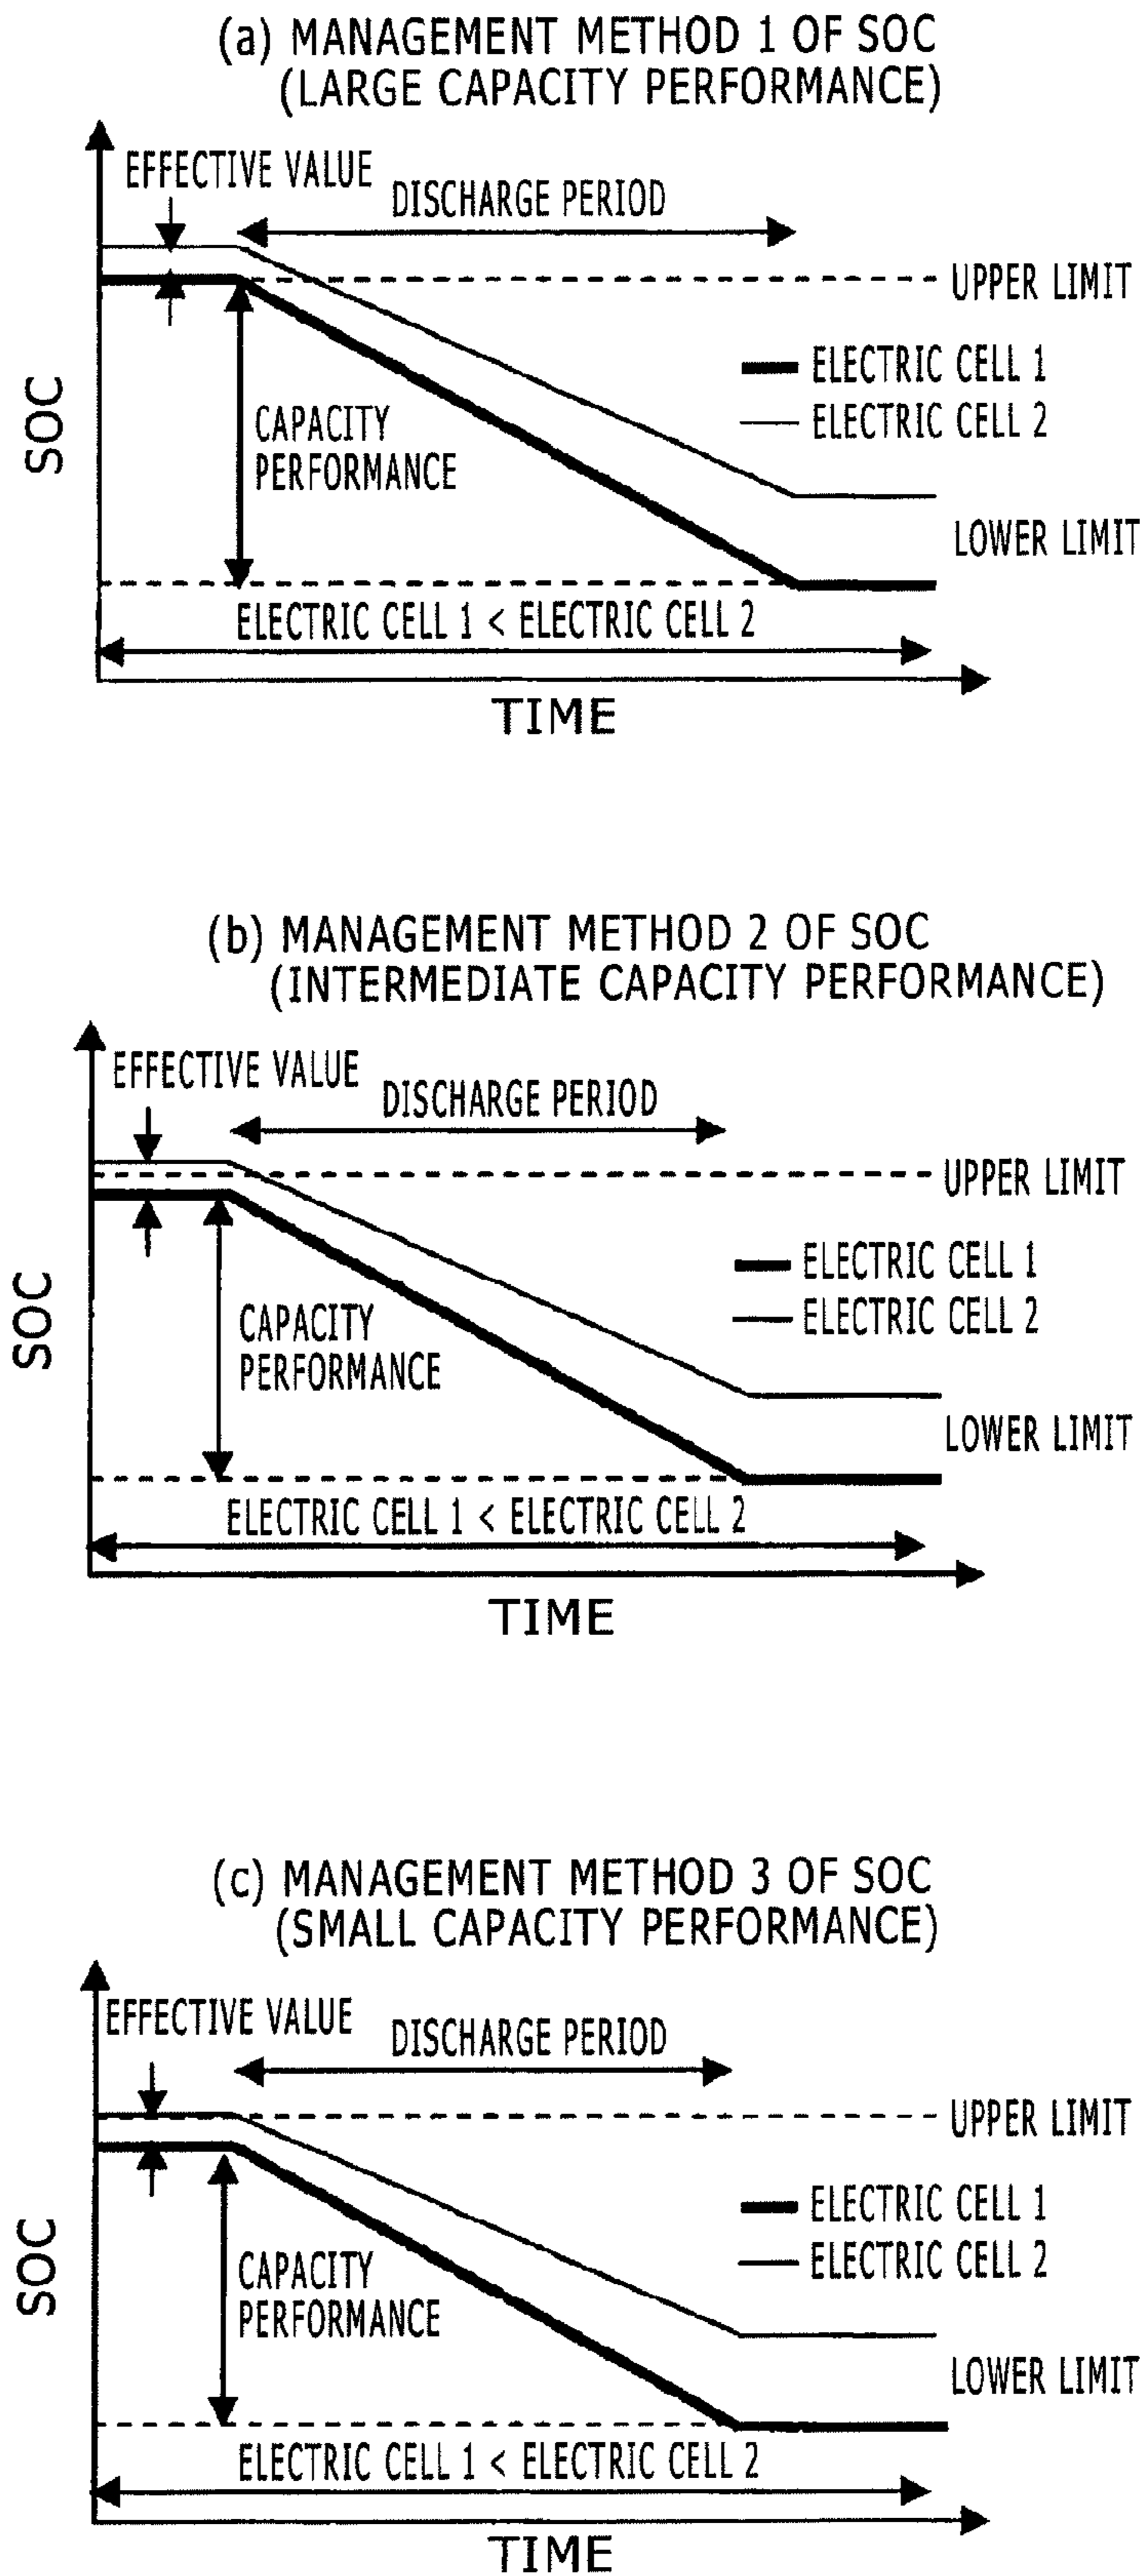 (a) MANAGEMENT METHOD 1 OF SOC
(LARGE CAPACITY PERFORMANCE)
EFFECTIVE VALUE
DISCHARGE PERIOD
UPPER LIMIT
ELECTRIC CELL 1
ELECTRIC CELL 2
SOC
CAPACITY
PERFORMANCE
LOWER LIMIT
ELECTRIC CELL 1 < ELECTRIC CELL 2
TIME
(b) MANAGEMENT METHOD 2 OF SOC
(INTERMEDIATE CAPACITY PERFORMANCE)
EFFECTIVE VALUE
DISCHARGE PERIOD
UPPER LIMIT
ELECTRIC CELL 1
ELECTRIC CELL 2
SOC
CAPACITY
PERFORMANCE
LOWER LIMIT
ELECTRIC CELL 1 < ELECTRIC CELL 2
TIME
(c) MANAGEMENT METHOD 3 OF SOC
(SMALL CAPACITY PERFORMANCE)
EFFECTIVE VALUE
DISCHARGE PERIOD
UPPER LIMIT
ELECTRIC CELL 1
ELECTRIC CELL 2
SOC
CAPACITY
PERFORMANCE
LOWER LIMIT
ELECTRIC CELL 1 < ELECTRIC CELL 2
TIME